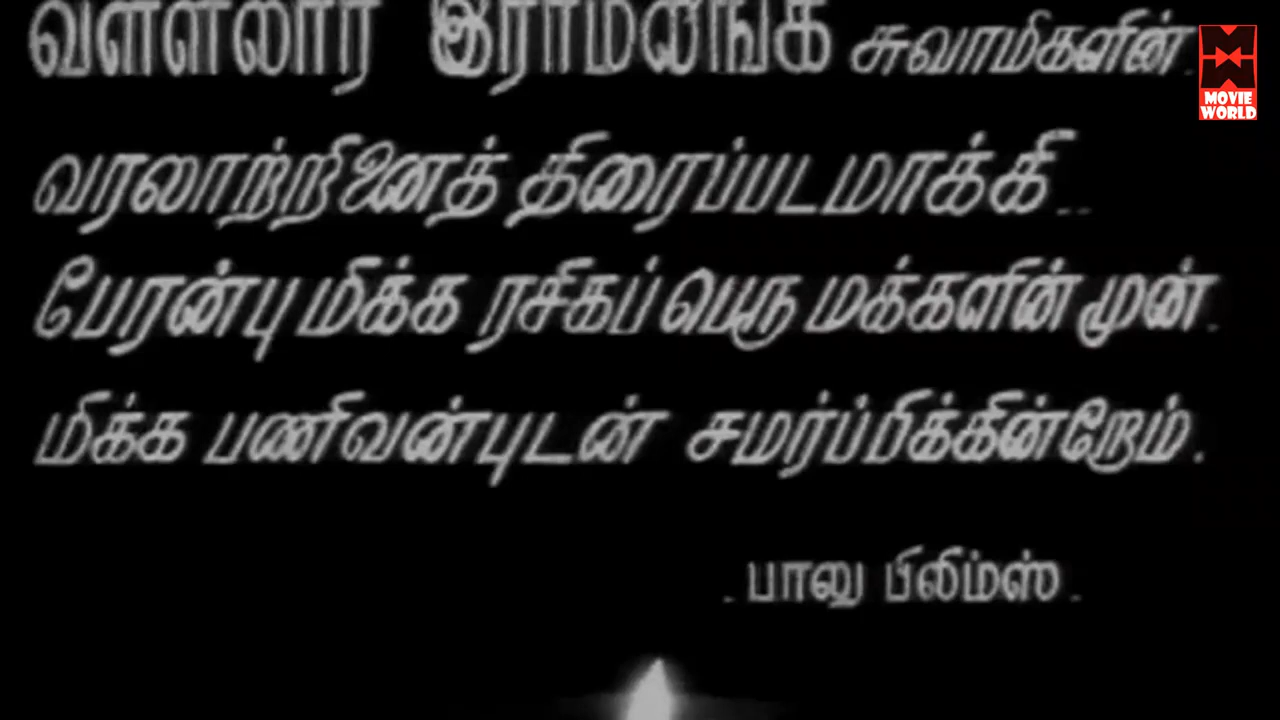 வள்ளலார் இராமலிங்க சுவாமிகளின்.
MOVIE
WORLD
வரலாற்றினைத் திரைப்படமாக்கி..
பேரன்பு மிக்க ரசிகப் பெரு மக்களின் முன்.
மிக்க பணிவன்புடன் சமர்ப்பிக்கின்றேம்.
. பாலு பிலிம்ஸ் .